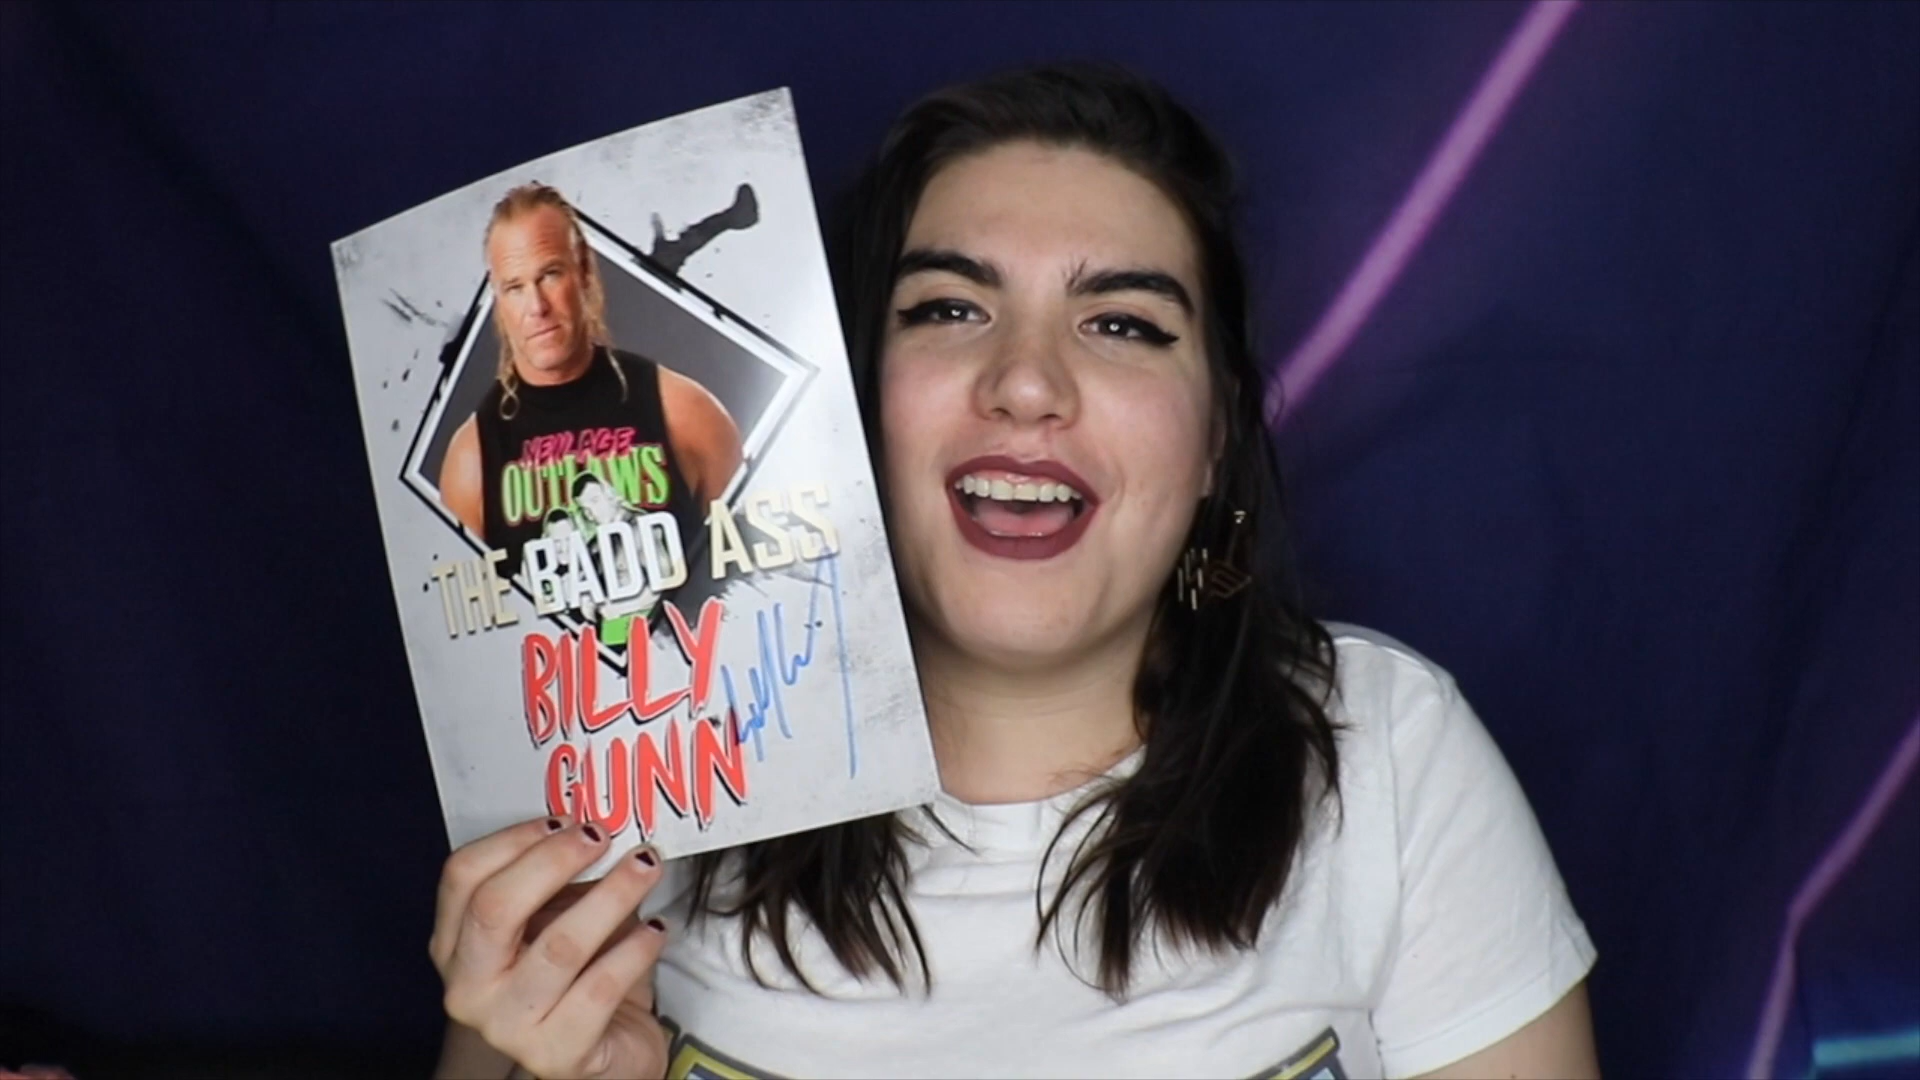 NEW AGE
OUTLAWS
THE BADD ASS
BILLY
GUNN